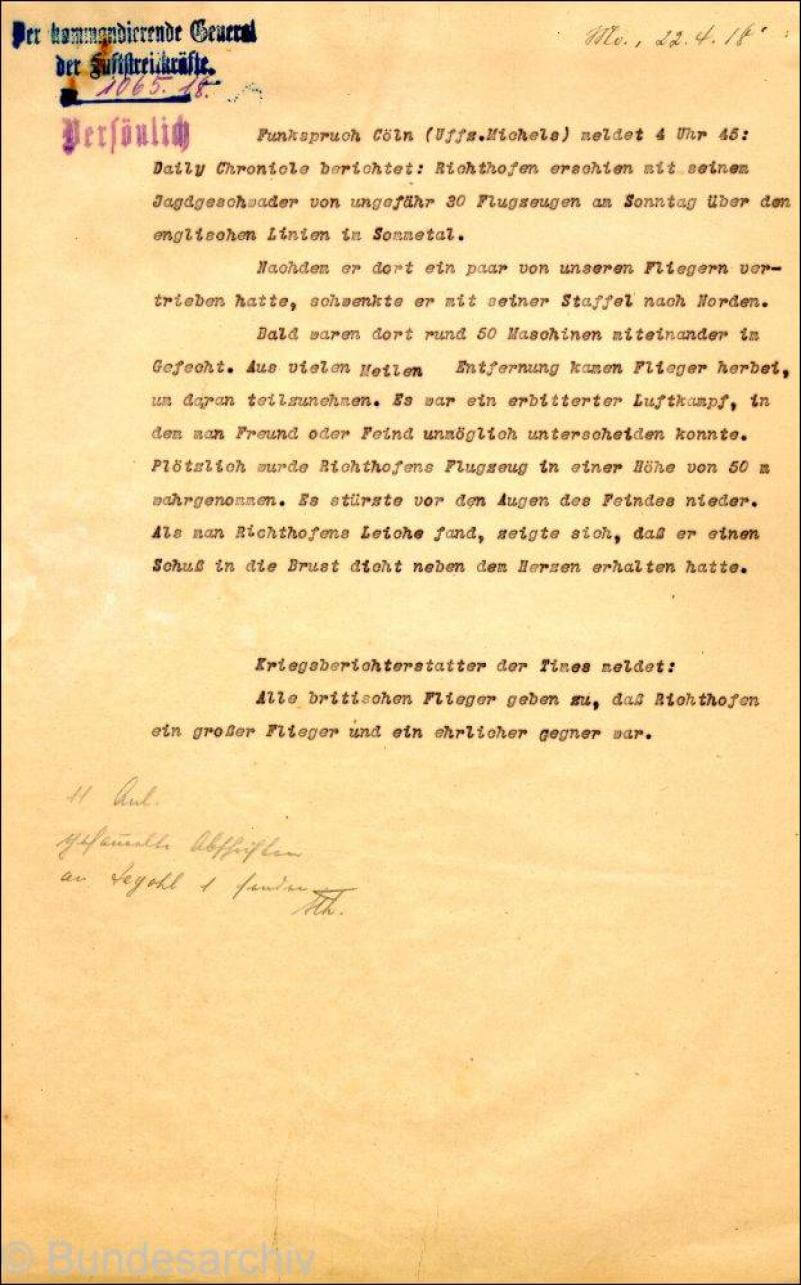 Der kommandierende General
der Luftstreitkräfte.
1065. 18.
Mo., 22.4.18
Persönlich
Funkspruch Cöln (Uffz.Michels) meldet 4 Uhr 45:
Daily Chronicle berichtet: Richthofen erschien mit seinem
Jagdgeschwader von ungefähr 30 Flugzeugen am Sonntag über den
englischen Linien im Sommetal.
Nachdem er dort ein paar von unseren Fliegern ver-
trieben hatte, schwenkte er mit seiner Staffel nach Norden.
Bald waren dort rund 50 Maschinen miteinander im
Gefecht. Aus vielen Meilen Entfernung kamen Flieger herbei,
um daran teilzunehmen. Es war ein erbitterter Luftkampf, in
dem man Freund oder Feind unmöglich unterscheiden konnte.
Plötzlich wurde Richthofens Flugzeug in einer Höhe von 50 m
wahrgenommen. Es stürzte vor den Augen des Feindes nieder.
Als man Richthofens Leiche fand, zeigte sich, daß er einen
Schuß in die Brust dicht neben dem Herzen erhalten hatte.
Kriegsberichterstatter der Times meldet:
Alle britischen Flieger geben zu, daß Richthofen
ein großer Flieger und ein ehrlicher gegner war.
Abschriften
an 1 senden
© Bundesarchiv